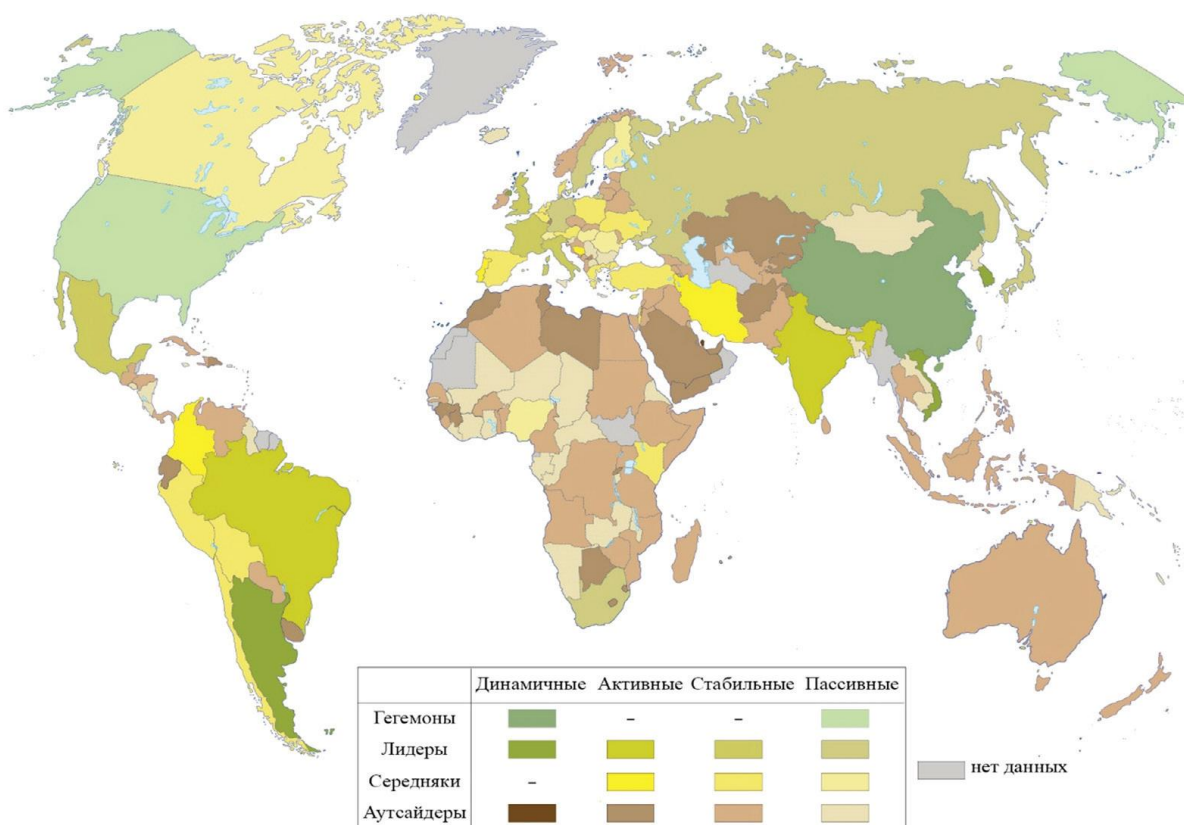 Динамичные Активные Стабильные Пассивные
Гегемоны – –
Лидеры
Середняки –
Аутсайдеры
нет данных